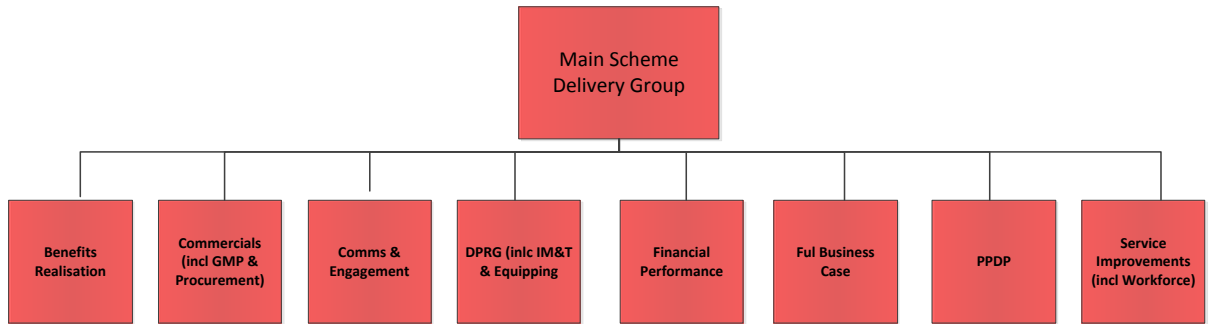 Main Scheme
Delivery Group
Benefits
Realisation
Commercials
(incl GMP &
Procurement)
Comms &
Engagement
DPRG (inlc IM&T
& Equipping
Financial
Performance
Ful Business
Case
PPDP
Service
Improvements
(incl Workforce)